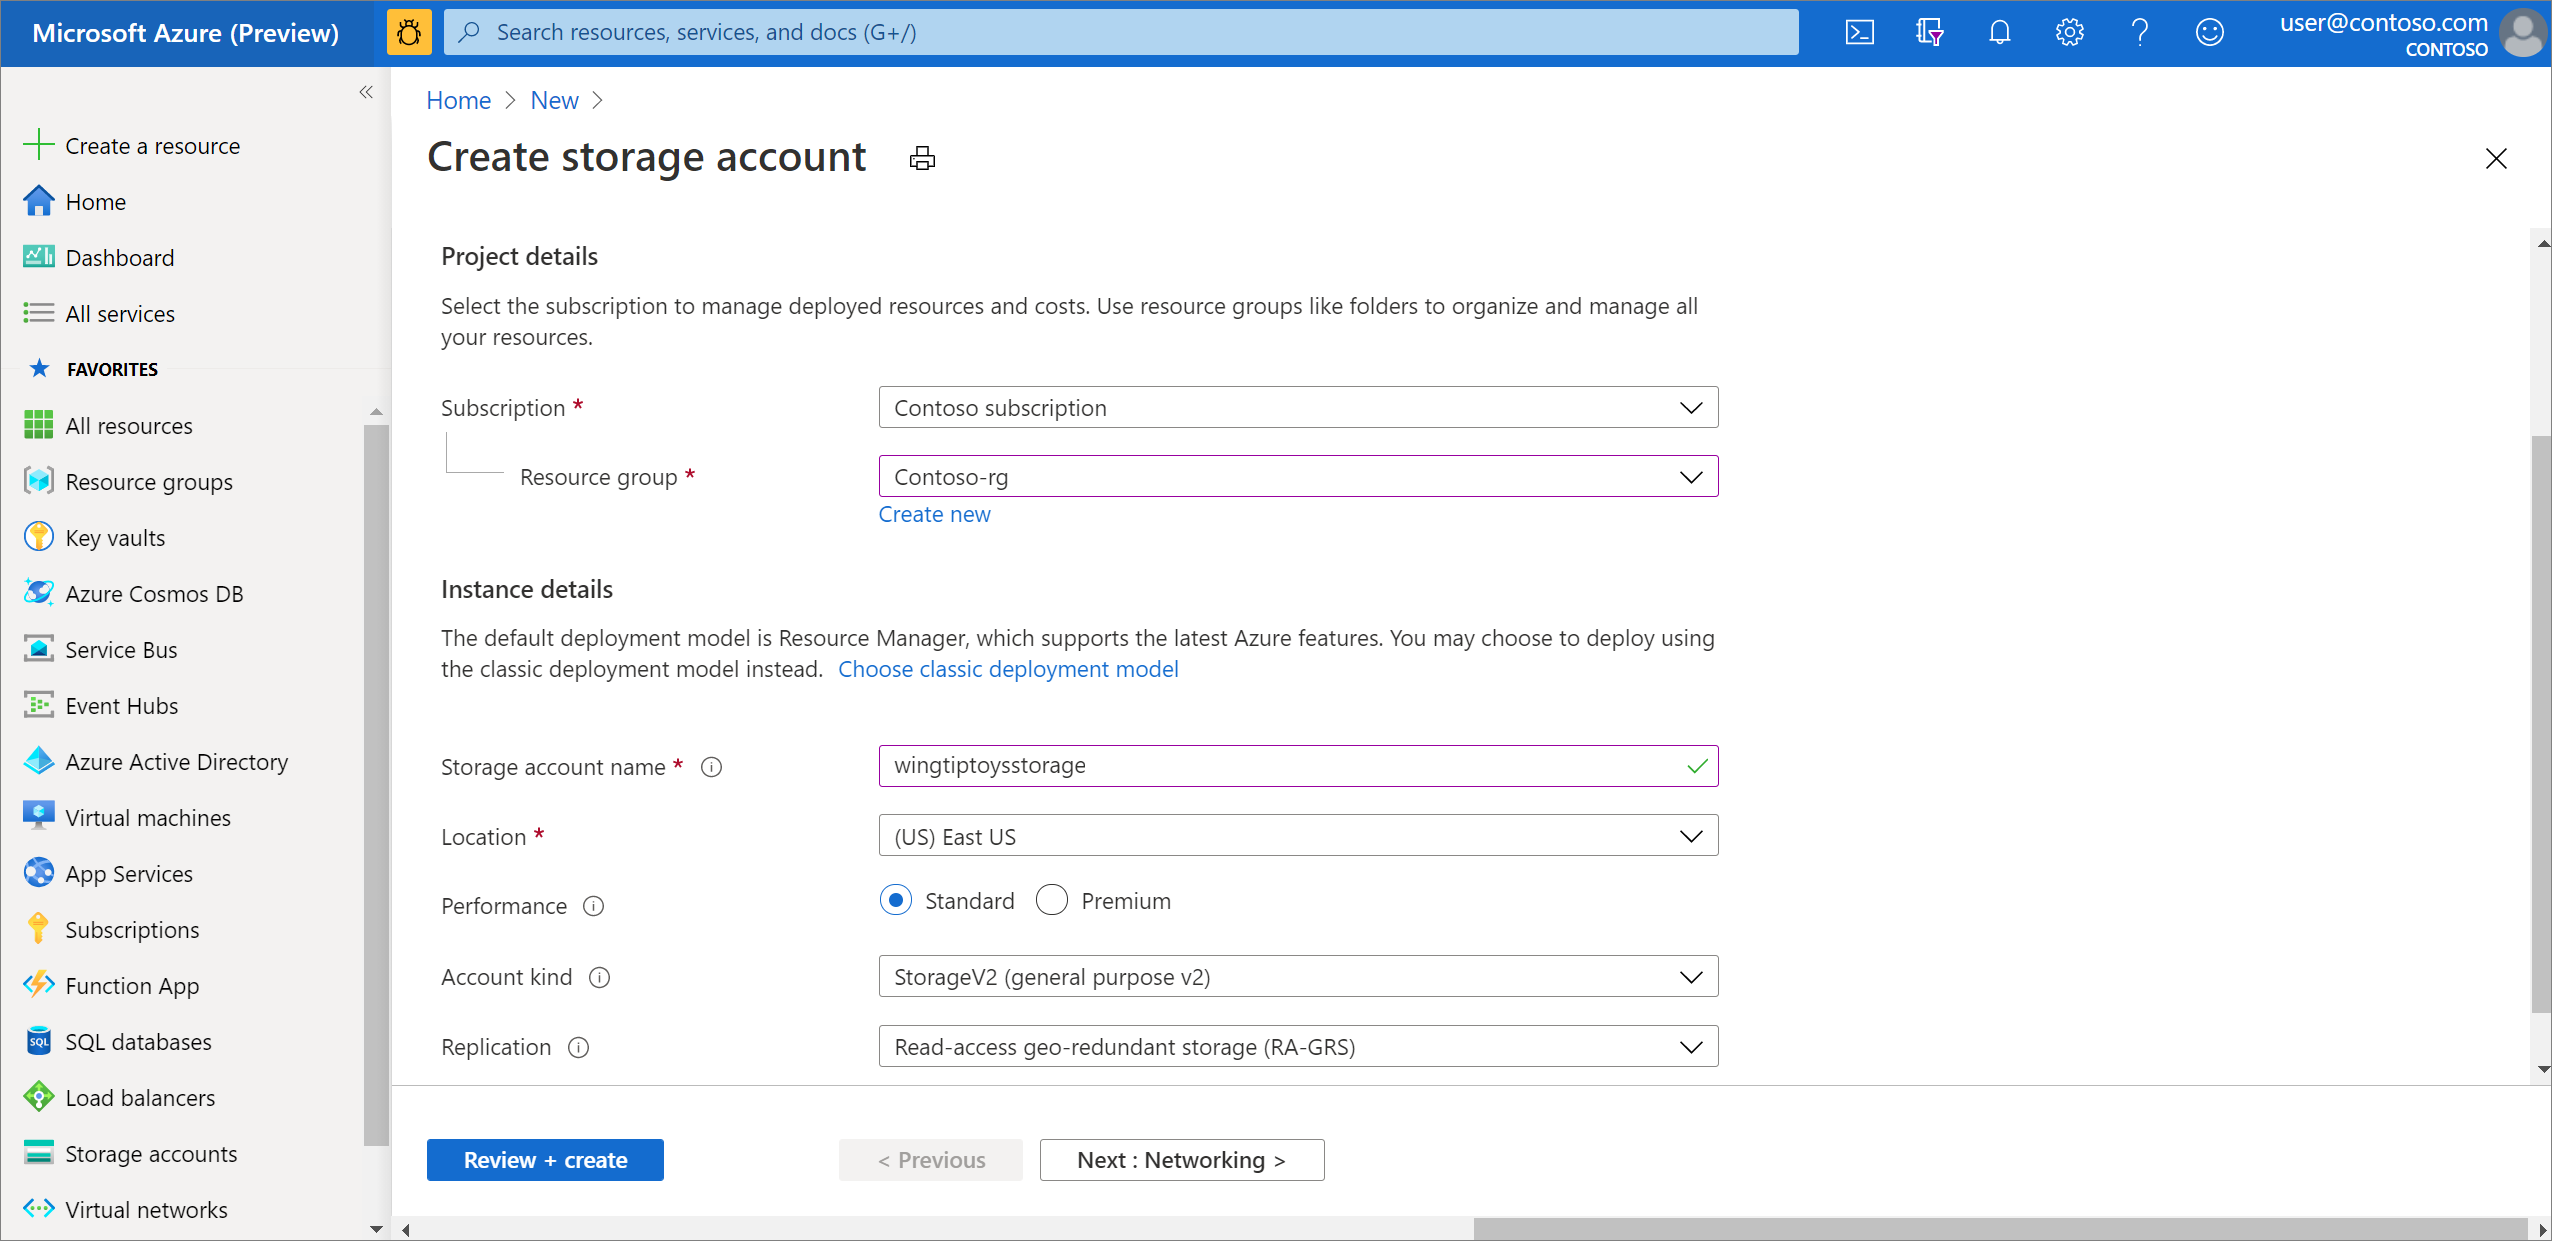 Microsoft Azure (Preview)
Search resources, services, and docs (G+/)
user@contoso.com
CONTOSO
Create a resource
Home
Dashboard
All services
FAVORITES
All resources
Resource groups
Key vaults
Azure Cosmos DB
Service Bus
Event Hubs
Azure Active Directory
Virtual machines
App Services
Subscriptions
Function App
SQL
SQL databases
Load balancers
Storage accounts
Virtual networks
Home > New >
Create storage account
Project details
Select the subscription to manage deployed resources and costs. Use resource groups like folders to organize and manage all
your resources.
Subscription * Contoso subscription
Resource group * Contoso-rg
Create new
Instance details
The default deployment model is Resource Manager, which supports the latest Azure features. You may choose to deploy using
the classic deployment model instead. Choose classic deployment model
Storage account name * wingtiptoysstorage
Location * (US) East US
Performance Standard Premium
Account kind StorageV2 (general purpose v2)
Replication Read-access geo-redundant storage (RA-GRS)
Review + create < Previous Next : Networking >